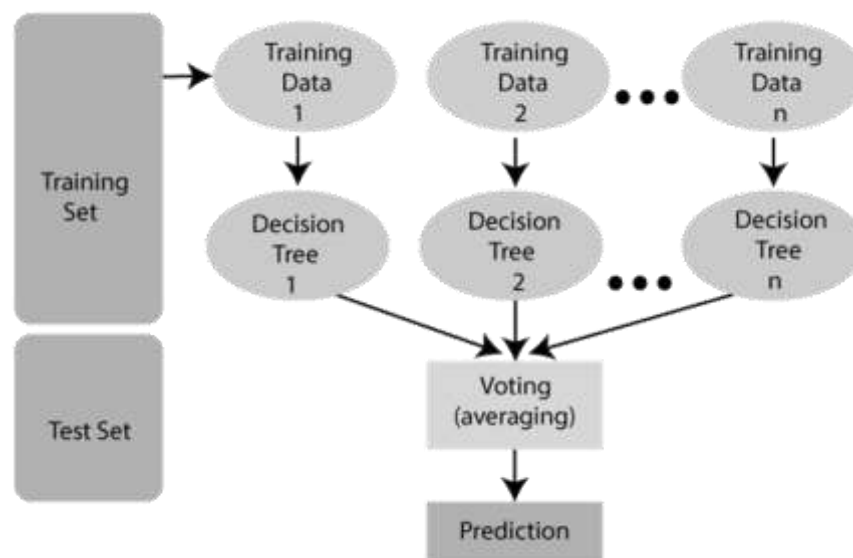 Training
Set
Training
Data
1
Training
Data
2
Training
Data
n
Decision
Tree
1
Decision
Tree
2
Decision
Tree
n
Test Set
Voting
(averaging)
Prediction